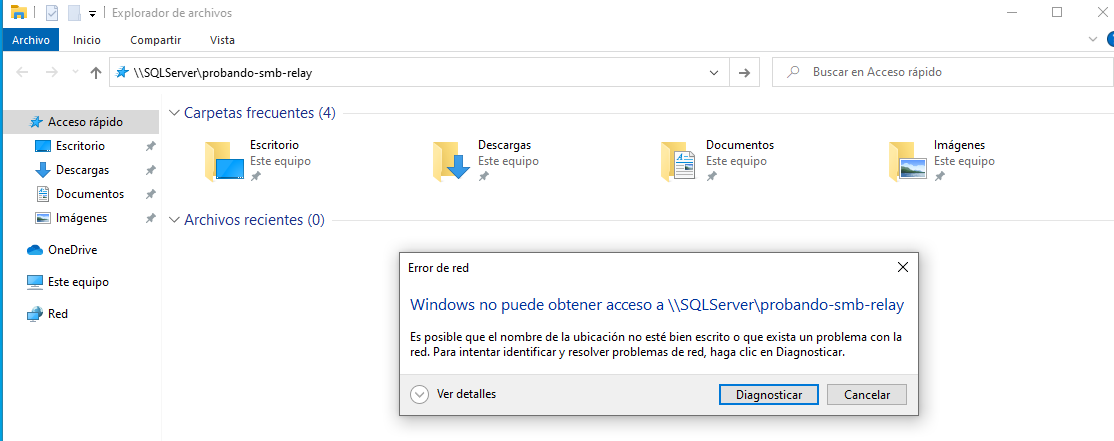 Explorador de archivos
Archivo Inicio Compartir Vista
\\SQLServer\probando-smb-relay
Buscar en Acceso rápido
Acceso rápido
Escritorio
Descargas
Documentos
Imágenes
OneDrive
Este equipo
Red
Carpetas frecuentes (4)
Escritorio
Este equipo
Descargas
Este equipo
Documentos
Este equipo
Imágenes
Este equipo
Archivos recientes (0)
Error de red
Windows no puede obtener acceso a \\SQLServer\probando-smb-relay
Es posible que el nombre de la ubicación no esté bien escrito o que exista un problema con la
red. Para intentar identificar y resolver problemas de red, haga clic en Diagnosticar.
Ver detalles
Diagnosticar
Cancelar